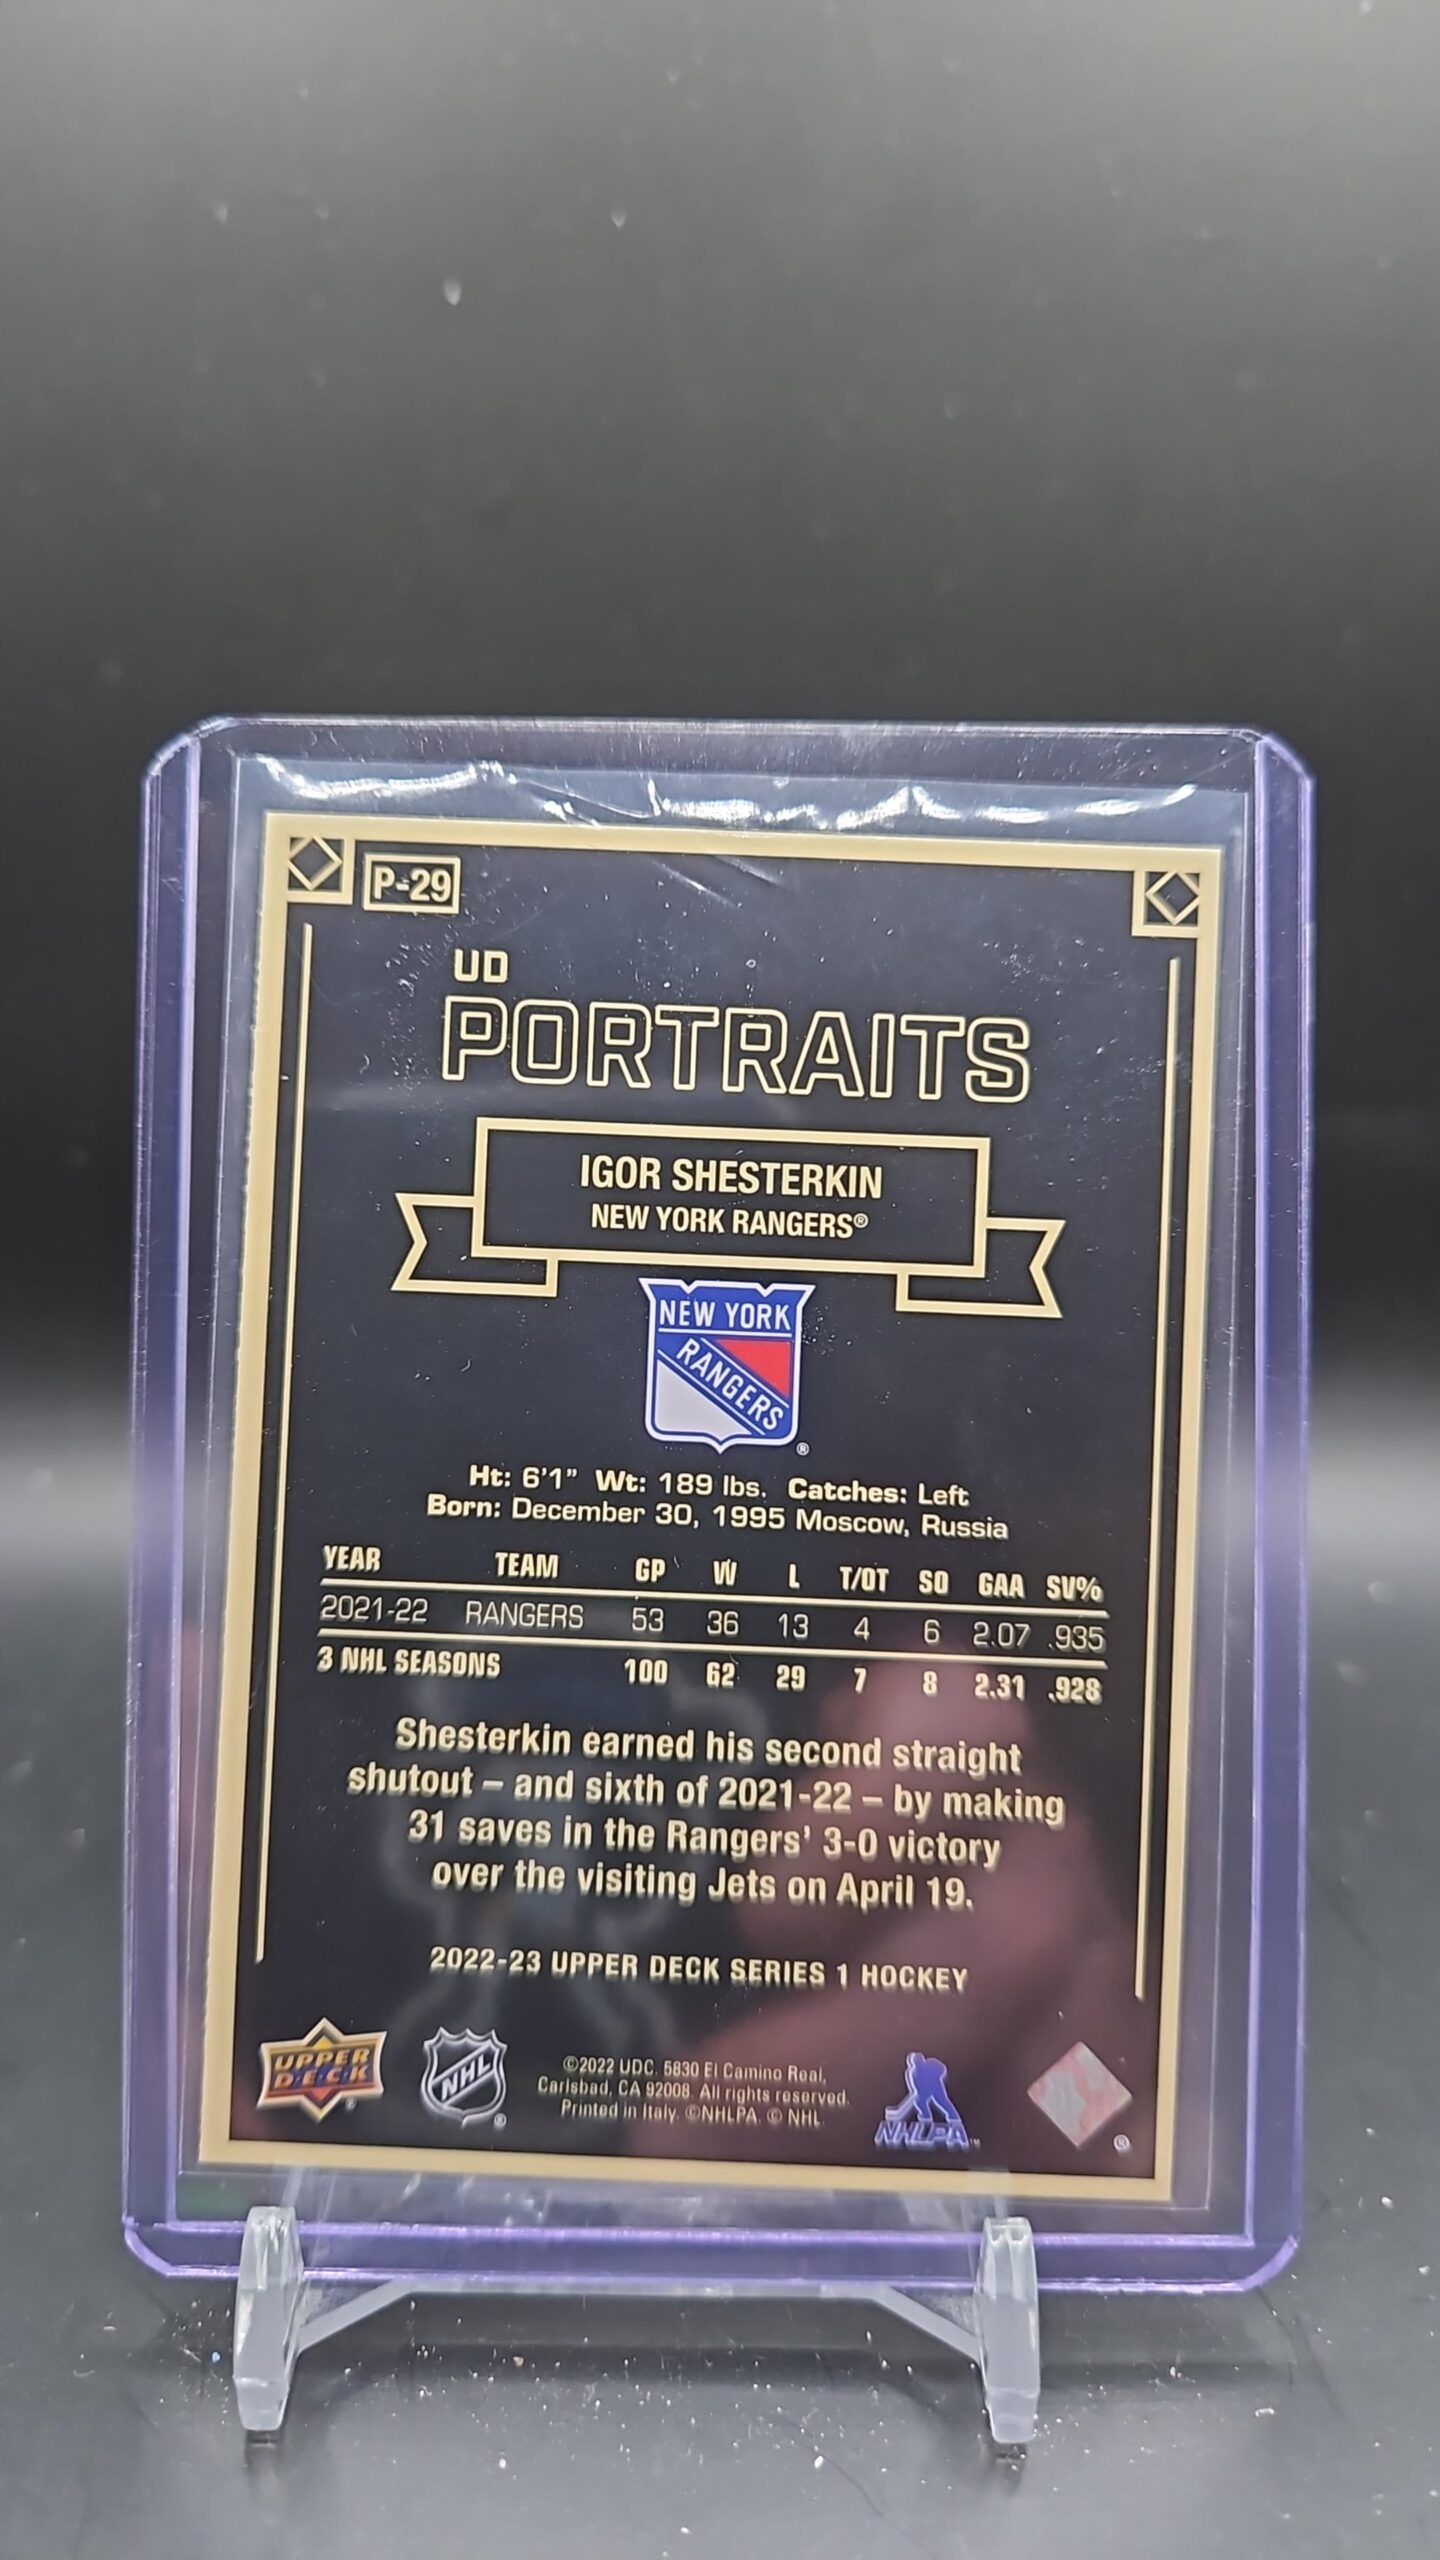 P-29
UD
PORTRAITS
IGOR SHESTERKIN
NEW YORK RANGERS®
NEW YORK
RANGERS
®
Ht: 6'1" Wt: 189 lbs. Catches: Left
Born: December 30, 1995 Moscow, Russia
YEAR TEAM GP W L T/OT SO GAA SV%
2021-22 RANGERS 53 36 13 4 6 2.07 .935
3 NHL SEASONS 100 62 29 7 8 2.31 .928
Shesterkin earned his second straight
shutout – and sixth of 2021-22 – by making
31 saves in the Rangers' 3-0 victory
over the visiting Jets on April 19.
2022-23 UPPER DECK SERIES 1 HOCKEY
UPPER
D·E·C·K
®
NHL
®
©2022 UDC. 5830 El Camino Real,
Carlsbad, CA 92008. All rights reserved.
Printed in Italy. ©NHLPA. © NHL.
NHLPA™
®